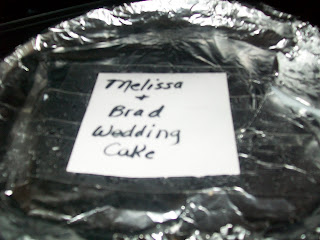 Melissa
+
Brad
Wedding
Cake